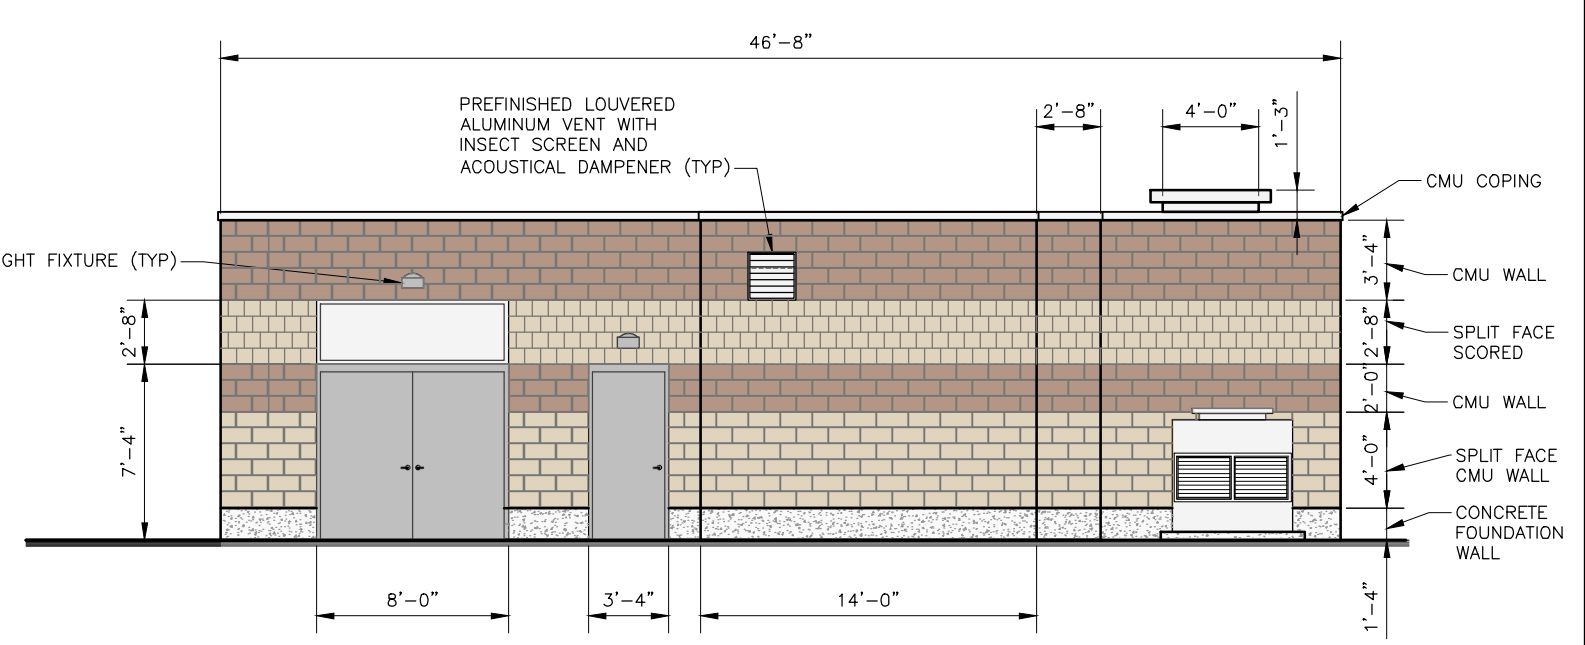 46'-8"
PREFINISHED LOUVERED
ALUMINUM VENT WITH
INSECT SCREEN AND
ACOUSTICAL DAMPENER (TYP)
2'-8"
4'-0"
1'-3"
CMU COPING
GHT FIXTURE (TYP)
3'-4"
CMU WALL
2'-8"
2'-8"
SPLIT FACE
SCORED
2'-0"
CMU WALL
7'-4"
4'-0"
SPLIT FACE
CMU WALL
CONCRETE
FOUNDATION
WALL
8'-0"
3'-4"
14'-0"
1'-4"